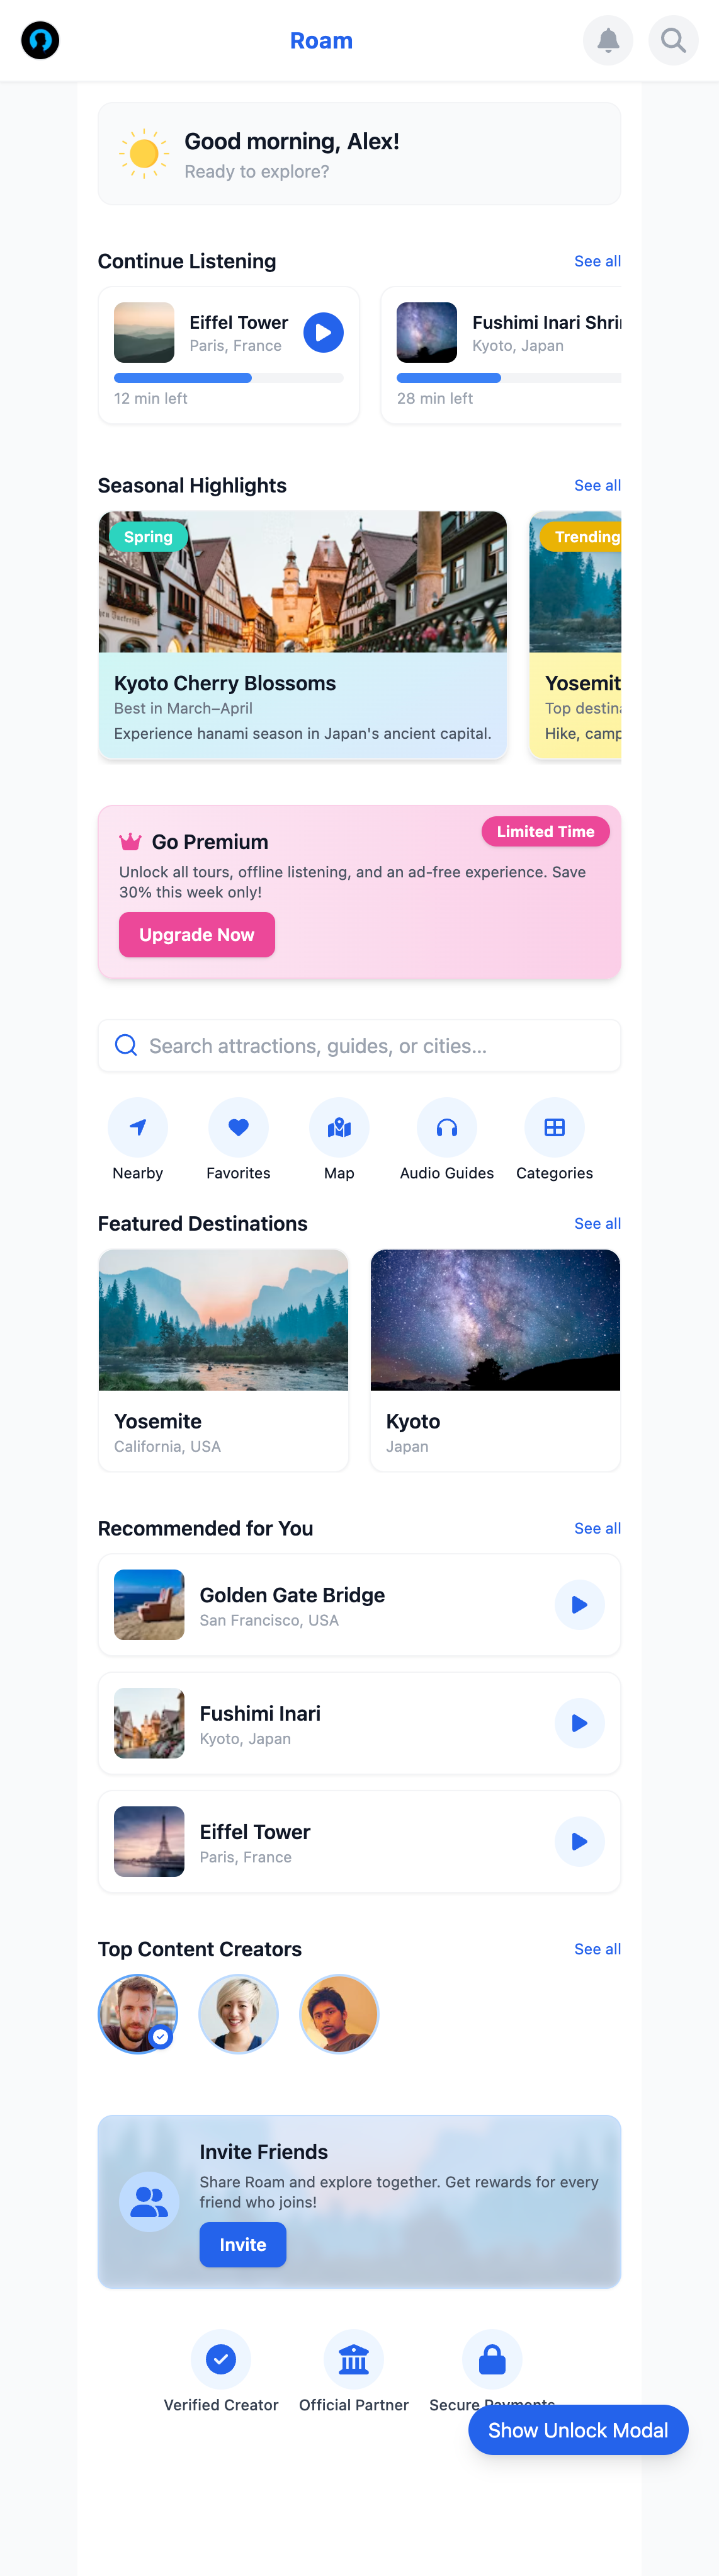 Roam
Good morning, Alex!
Ready to explore?
Continue Listening
See all
Eiffel Tower
Paris, France
12 min left
Fushimi Inari Shri
Kyoto, Japan
28 min left
Seasonal Highlights
See all
Spring
Kyoto Cherry Blossoms
Best in March–April
Experience hanami season in Japan's ancient capital.
Trending
Yosemit
Top destin
Hike, camp
Limited Time
Go Premium
Unlock all tours, offline listening, and an ad-free experience. Save
30% this week only!
Upgrade Now
Search attractions, guides, or cities...
Nearby
Favorites
Map
Audio Guides
Categories
Featured Destinations
See all
Yosemite
California, USA
Kyoto
Japan
Recommended for You
See all
Golden Gate Bridge
San Francisco, USA
Fushimi Inari
Kyoto, Japan
Eiffel Tower
Paris, France
Top Content Creators
See all
Invite Friends
Share Roam and explore together. Get rewards for every
friend who joins!
Invite
Verified Creator
Official Partner
Secure Payments
Show Unlock Modal